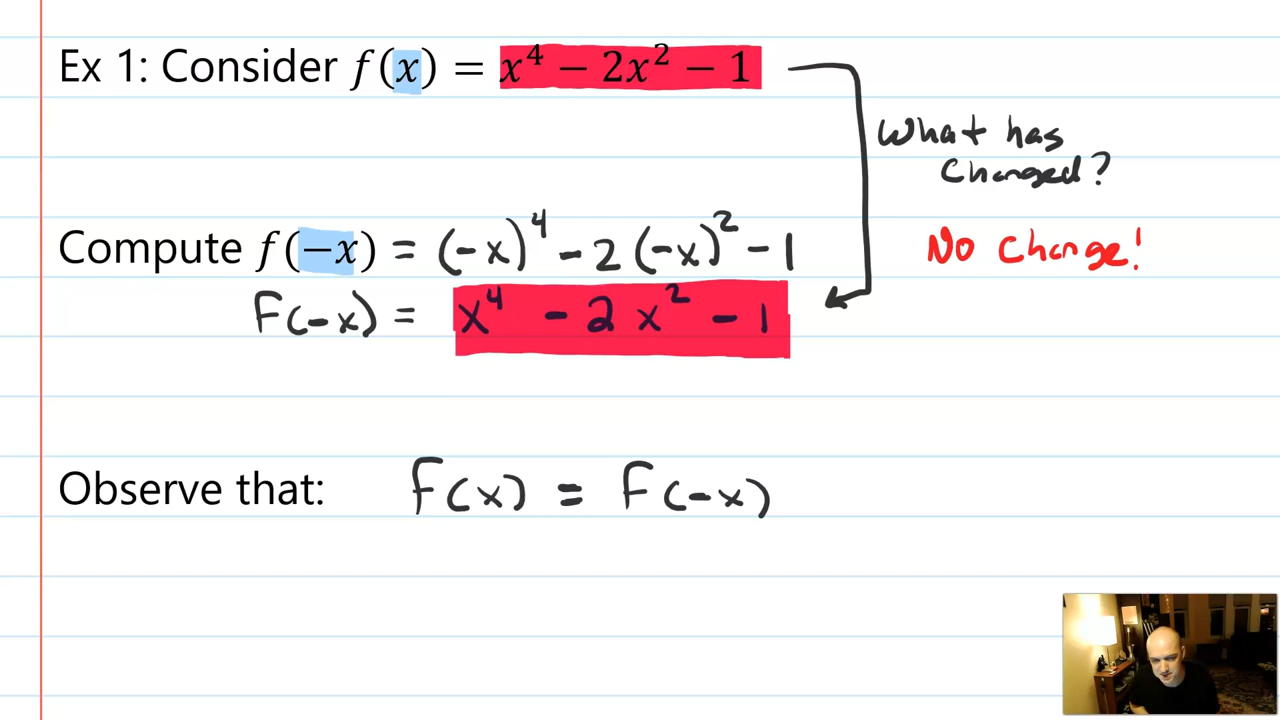 Ex 1: Consider f(x) = x⁴ − 2x² − 1
What has
Changed?
Compute f(−x) = (-x)⁴ - 2(-x)² - 1
No Change!
F(-x) = x⁴ - 2x² - 1
Observe that: F(x) = F(-x)